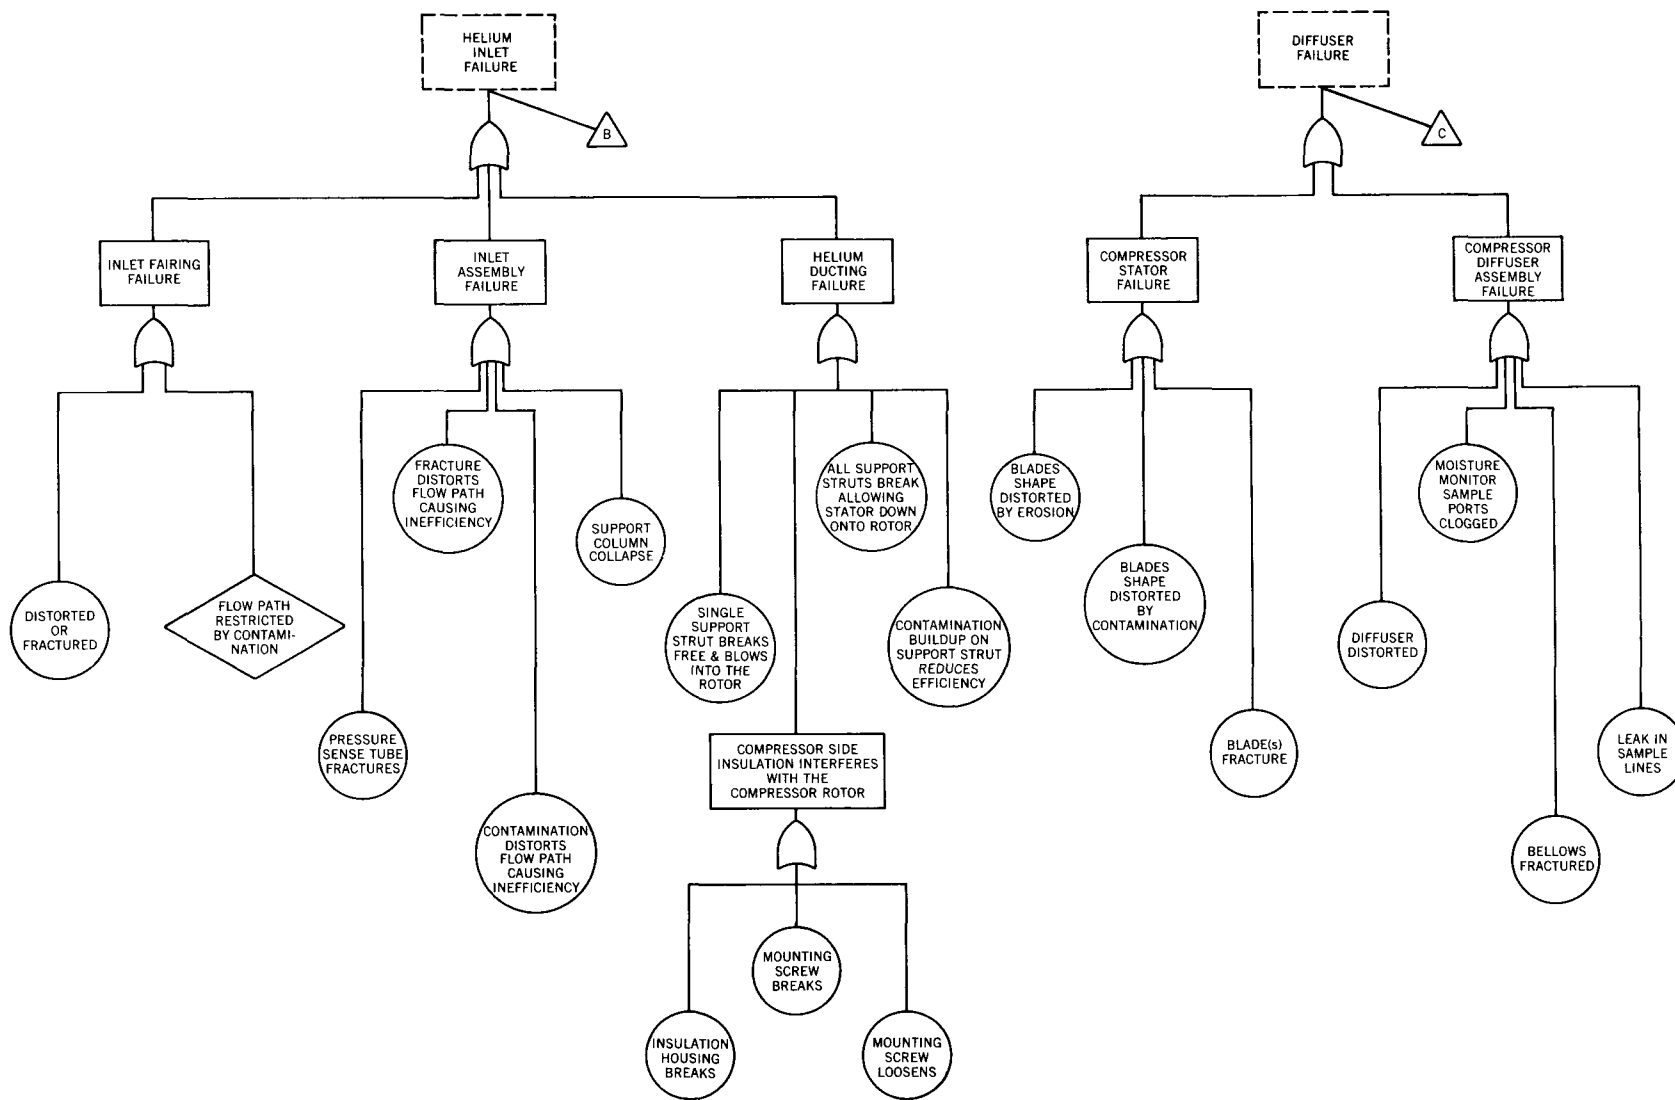 HELIUM
INLET
FAILURE
B
DIFFUSER
FAILURE
C
INLET FAIRING
FAILURE
INLET
ASSEMBLY
FAILURE
HELIUM
DUCTING
FAILURE
COMPRESSOR
STATOR
FAILURE
COMPRESSOR
DIFFUSER
ASSEMBLY
FAILURE
DISTORTED
OR
FRACTURED
FLOW PATH
RESTRICTED
BY CONTAMI-
NATION
PRESSURE
SENSE TUBE
FRACTURES
FRACTURE
DISTORTS
FLOW PATH
CAUSING
INEFFICIENCY
CONTAMINATION
DISTORTS
FLOW PATH
CAUSING
INEFFICIENCY
SUPPORT
COLUMN
COLLAPSE
SINGLE
SUPPORT
STRUT BREAKS
FREE & BLOWS
INTO THE
ROTOR
COMPRESSOR SIDE
INSULATION INTERFERES
WITH THE
COMPRESSOR ROTOR
ALL SUPPORT
STRUTS BREAK
ALLOWING
STATOR DOWN
ONTO ROTOR
CONTAMINATION
BUILDUP ON
SUPPORT STRUT
REDUCES
EFFICIENCY
INSULATION
HOUSING
BREAKS
MOUNTING
SCREW
BREAKS
MOUNTING
SCREW
LOOSENS
BLADES
SHAPE
DISTORTED
BY EROSION
BLADES
SHAPE
DISTORTED
BY
CONTAMINATION
BLADE(s)
FRACTURE
DIFFUSER
DISTORTED
MOISTURE
MONITOR
SAMPLE
PORTS
CLOGGED
BELLOWS
FRACTURED
LEAK IN
SAMPLE
LINES